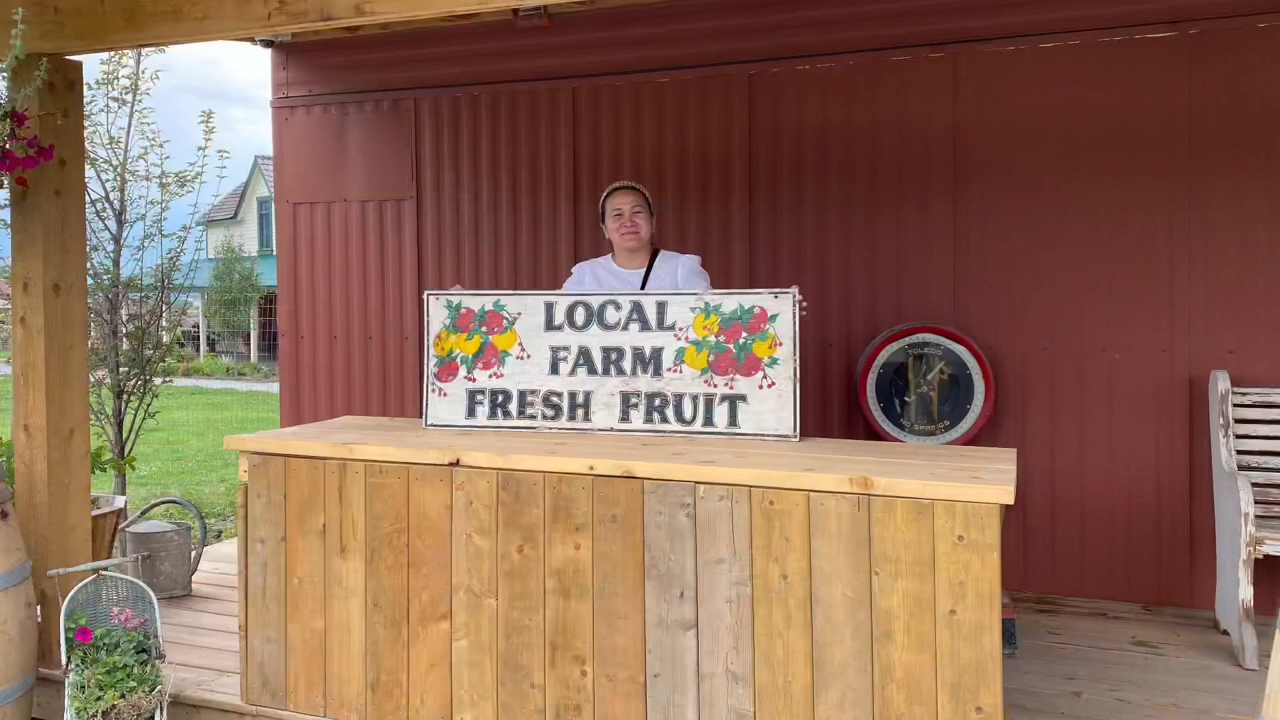 LOCAL
FARM
FRESH FRUIT
TOLEDO
NO SPRINGS